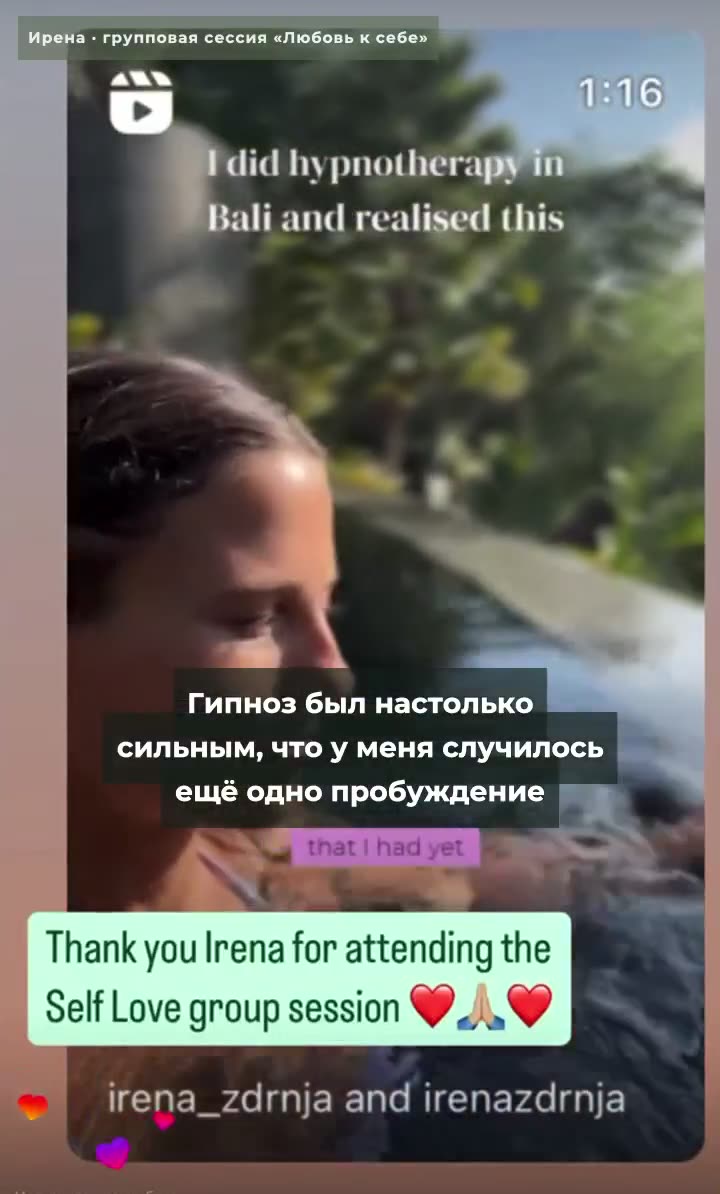 Ирена · групповая сессия «Любовь к себе»
1:16
I did hypnotherapy in
Bali and realised this
Гипноз был настолько
сильным, что у меня случилось
ещё одно пробуждение
that I had yet
Thank you Irena for attending the
Self Love group session ❤️🙏🏼❤️
irena_zdrnja and irenazdrnja